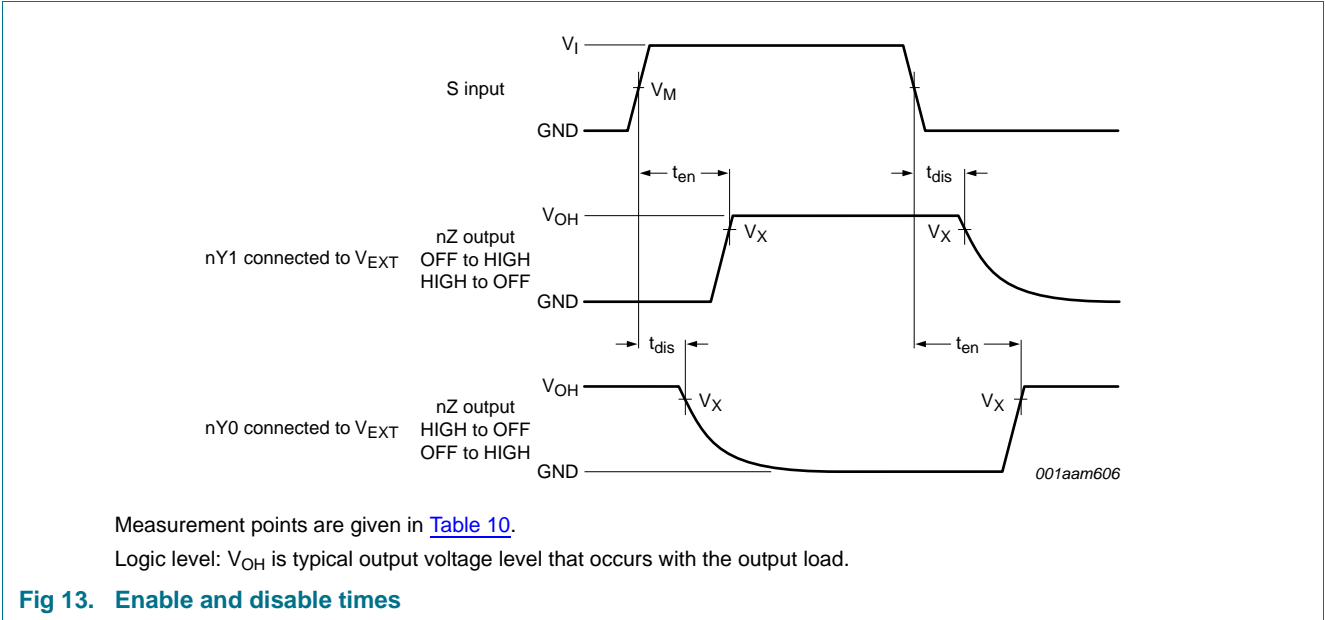 V_I
S input
V_M
GND
t_en
t_dis
V_OH
V_X
V_X
nY1 connected to V_EXT
nZ output
OFF to HIGH
HIGH to OFF
GND
t_dis
t_en
V_OH
V_X
V_X
nY0 connected to V_EXT
nZ output
HIGH to OFF
OFF to HIGH
GND
001aam606
Measurement points are given in Table 10.
Logic level: V_OH is typical output voltage level that occurs with the output load.
Fig 13. Enable and disable times